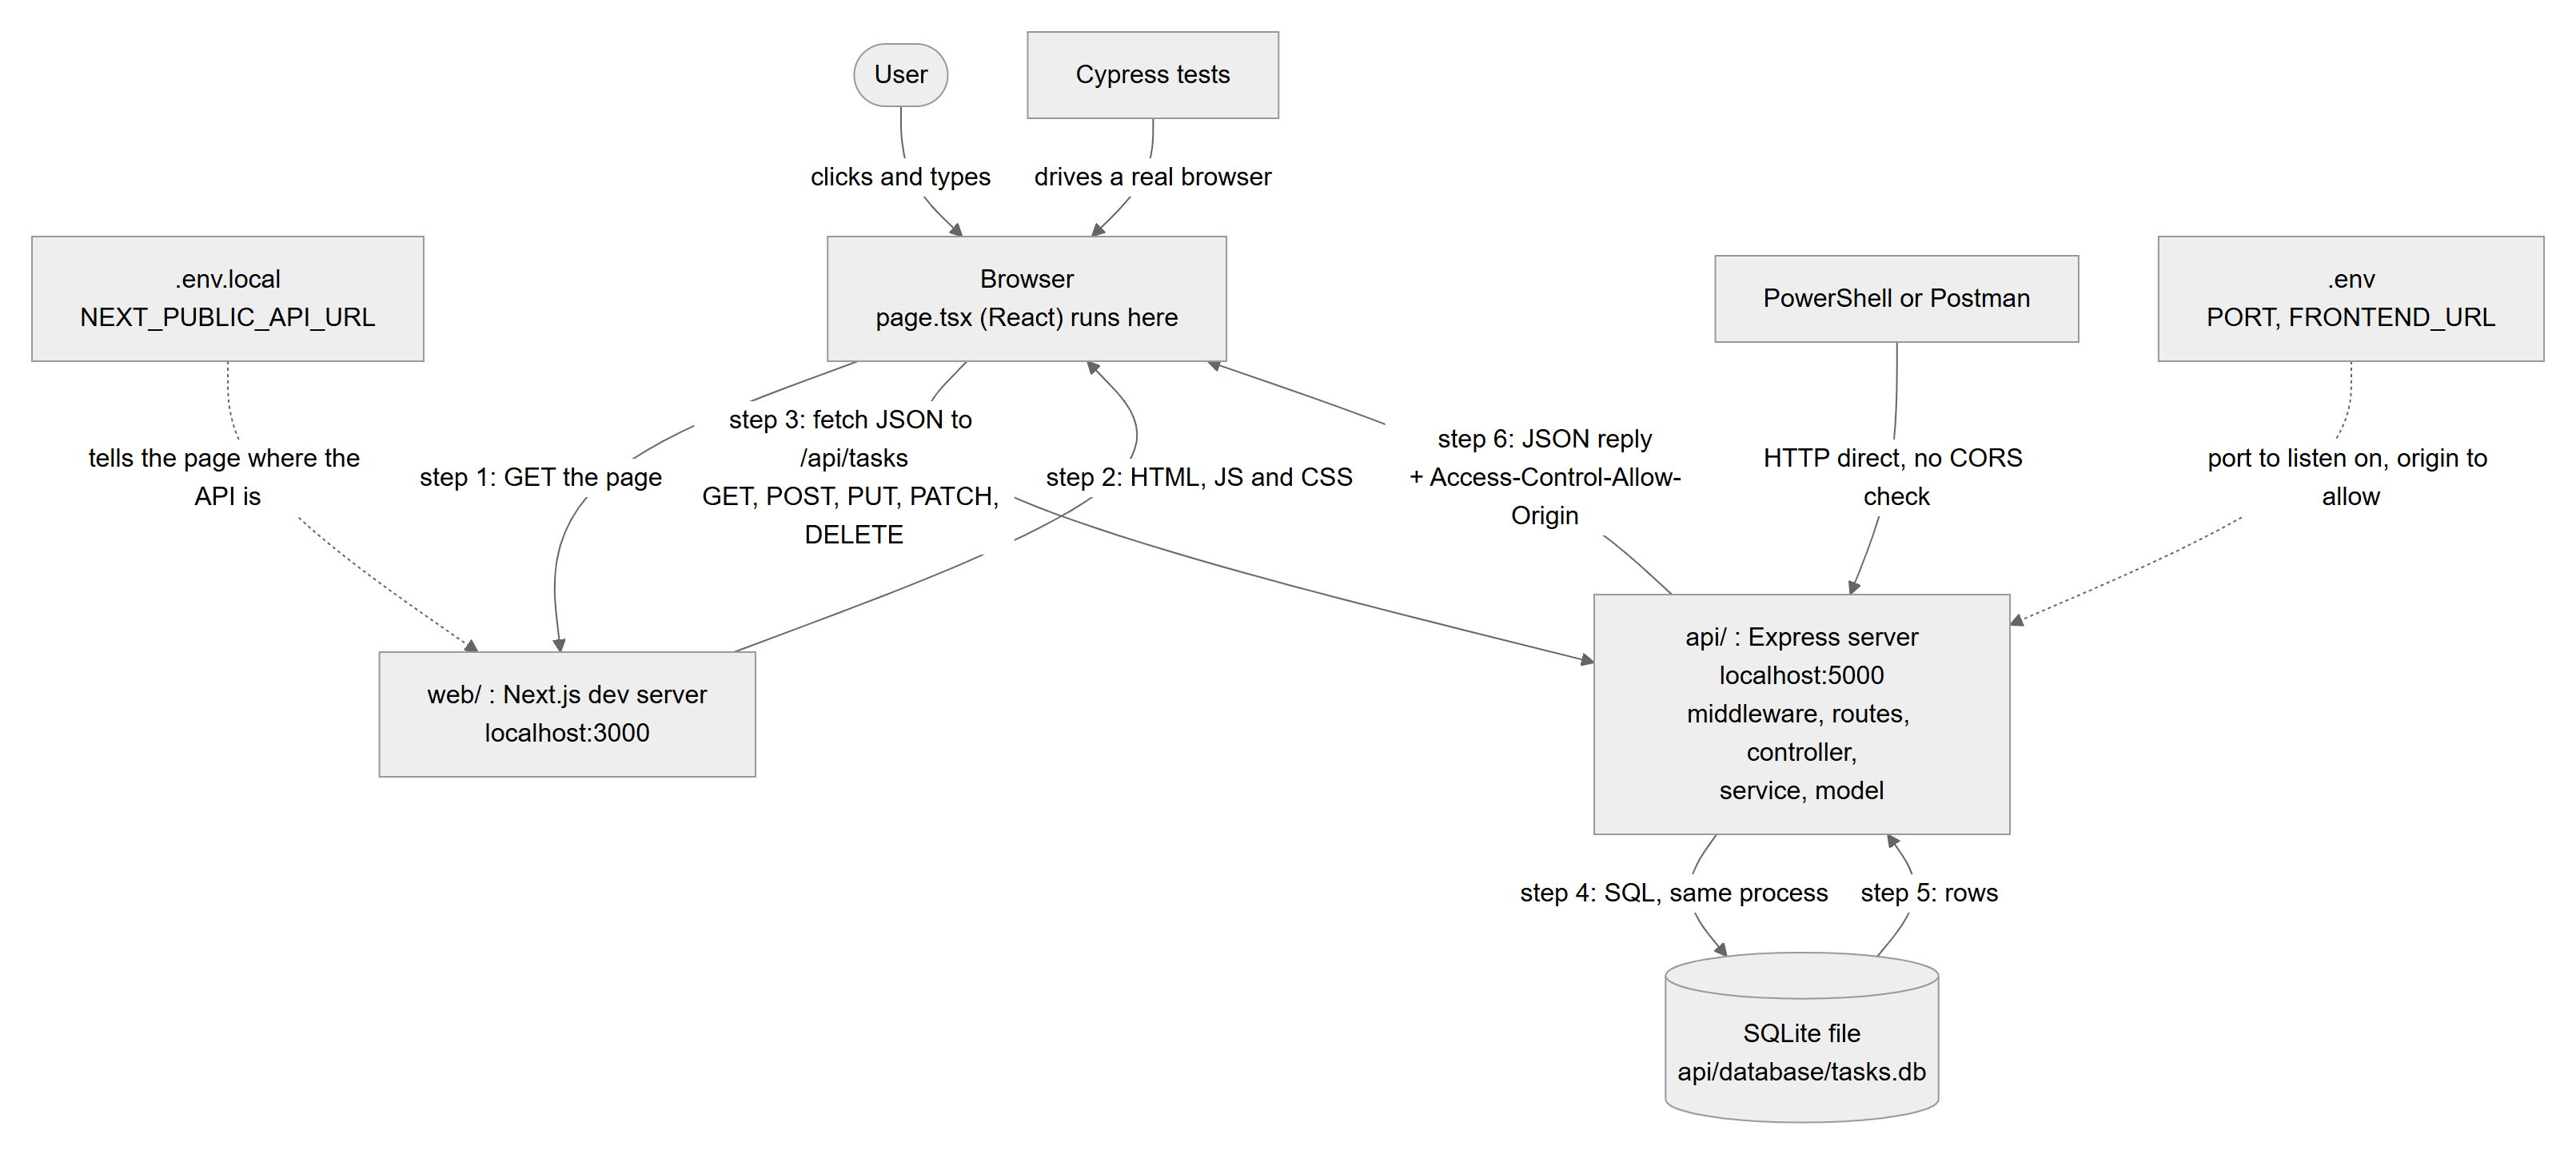 User
Cypress tests
clicks and types
drives a real browser
.env.local
NEXT_PUBLIC_API_URL
Browser
page.tsx (React) runs here
PowerShell or Postman
.env
PORT, FRONTEND_URL
tells the page where the
API is
step 1: GET the page
step 3: fetch JSON to
/api/tasks
GET, POST, PUT, PATCH,
DELETE
step 2: HTML, JS and CSS
step 6: JSON reply
+ Access-Control-Allow-
Origin
HTTP direct, no CORS
check
port to listen on, origin to
allow
web/ : Next.js dev server
localhost:3000
api/ : Express server
localhost:5000
middleware, routes,
controller,
service, model
step 4: SQL, same process
step 5: rows
SQLite file
api/database/tasks.db